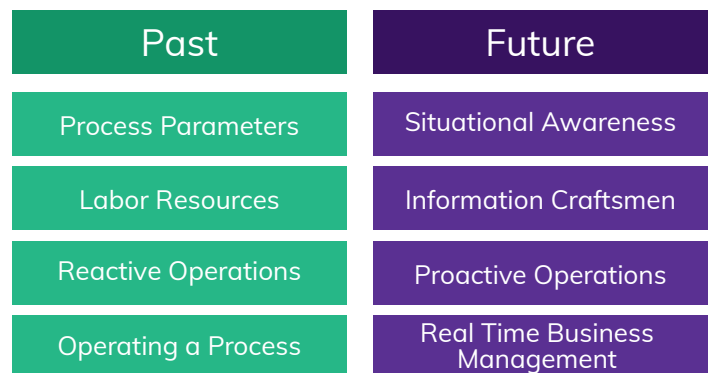 Past
Future
Process Parameters
Situational Awareness
Labor Resources
Information Craftsmen
Reactive Operations
Proactive Operations
Operating a Process
Real Time Business
Management